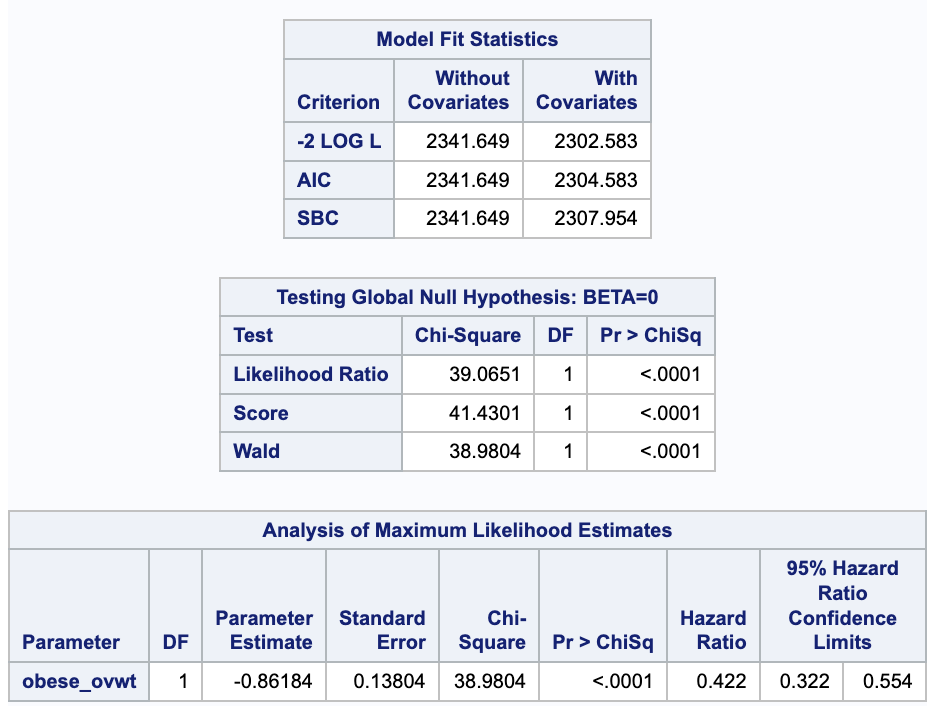 Model Fit Statistics
Criterion Without Covariates With Covariates
-2 LOG L 2341.649 2302.583
AIC 2341.649 2304.583
SBC 2341.649 2307.954
Testing Global Null Hypothesis: BETA=0
Test Chi-Square DF Pr > ChiSq
Likelihood Ratio 39.0651 1 <.0001
Score 41.4301 1 <.0001
Wald 38.9804 1 <.0001
Analysis of Maximum Likelihood Estimates
Parameter DF Parameter Estimate Standard Error Chi-Square Pr > ChiSq Hazard Ratio 95% Hazard Ratio Confidence Limits
obese_ovwt 1 -0.86184 0.13804 38.9804 <.0001 0.422 0.322 0.554